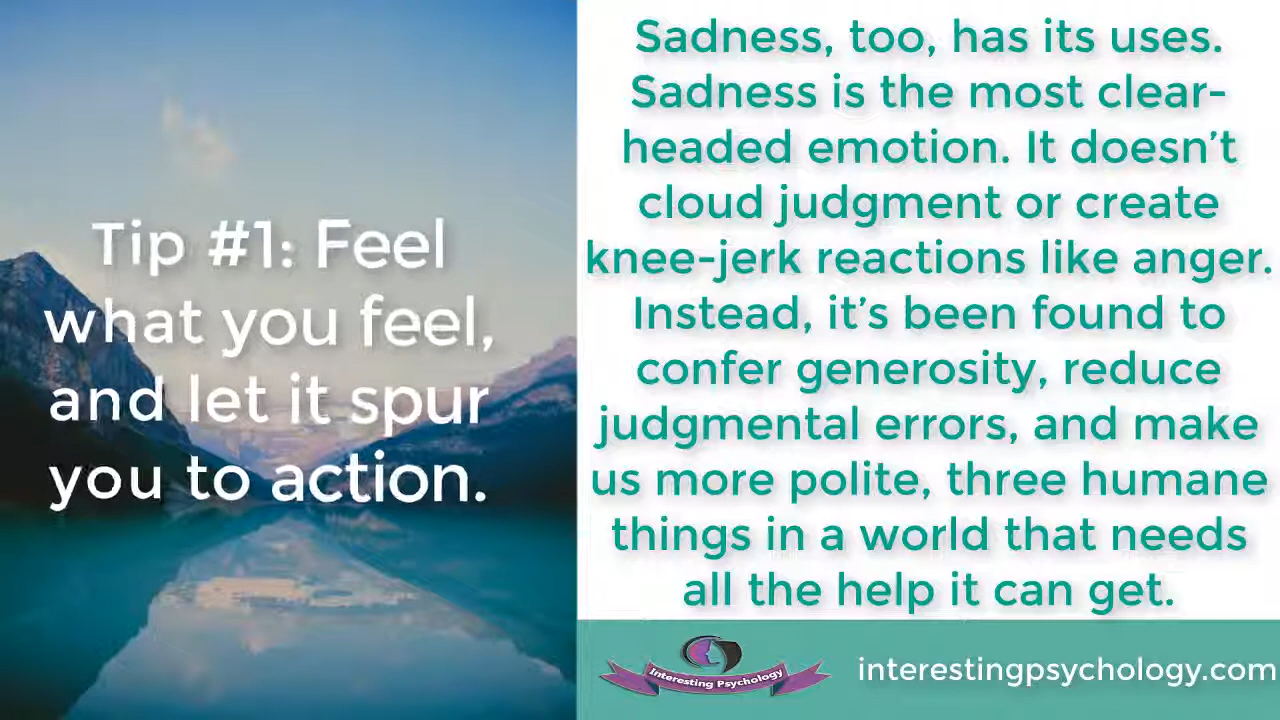 Tip #1: Feel
what you feel,
and let it spur
you to action.
Sadness, too, has its uses.
Sadness is the most clear-
headed emotion. It doesn’t
cloud judgment or create
knee-jerk reactions like anger.
Instead, it’s been found to
confer generosity, reduce
judgmental errors, and make
us more polite, three humane
things in a world that needs
all the help it can get.
Interesting Psychology
interestingpsychology.com